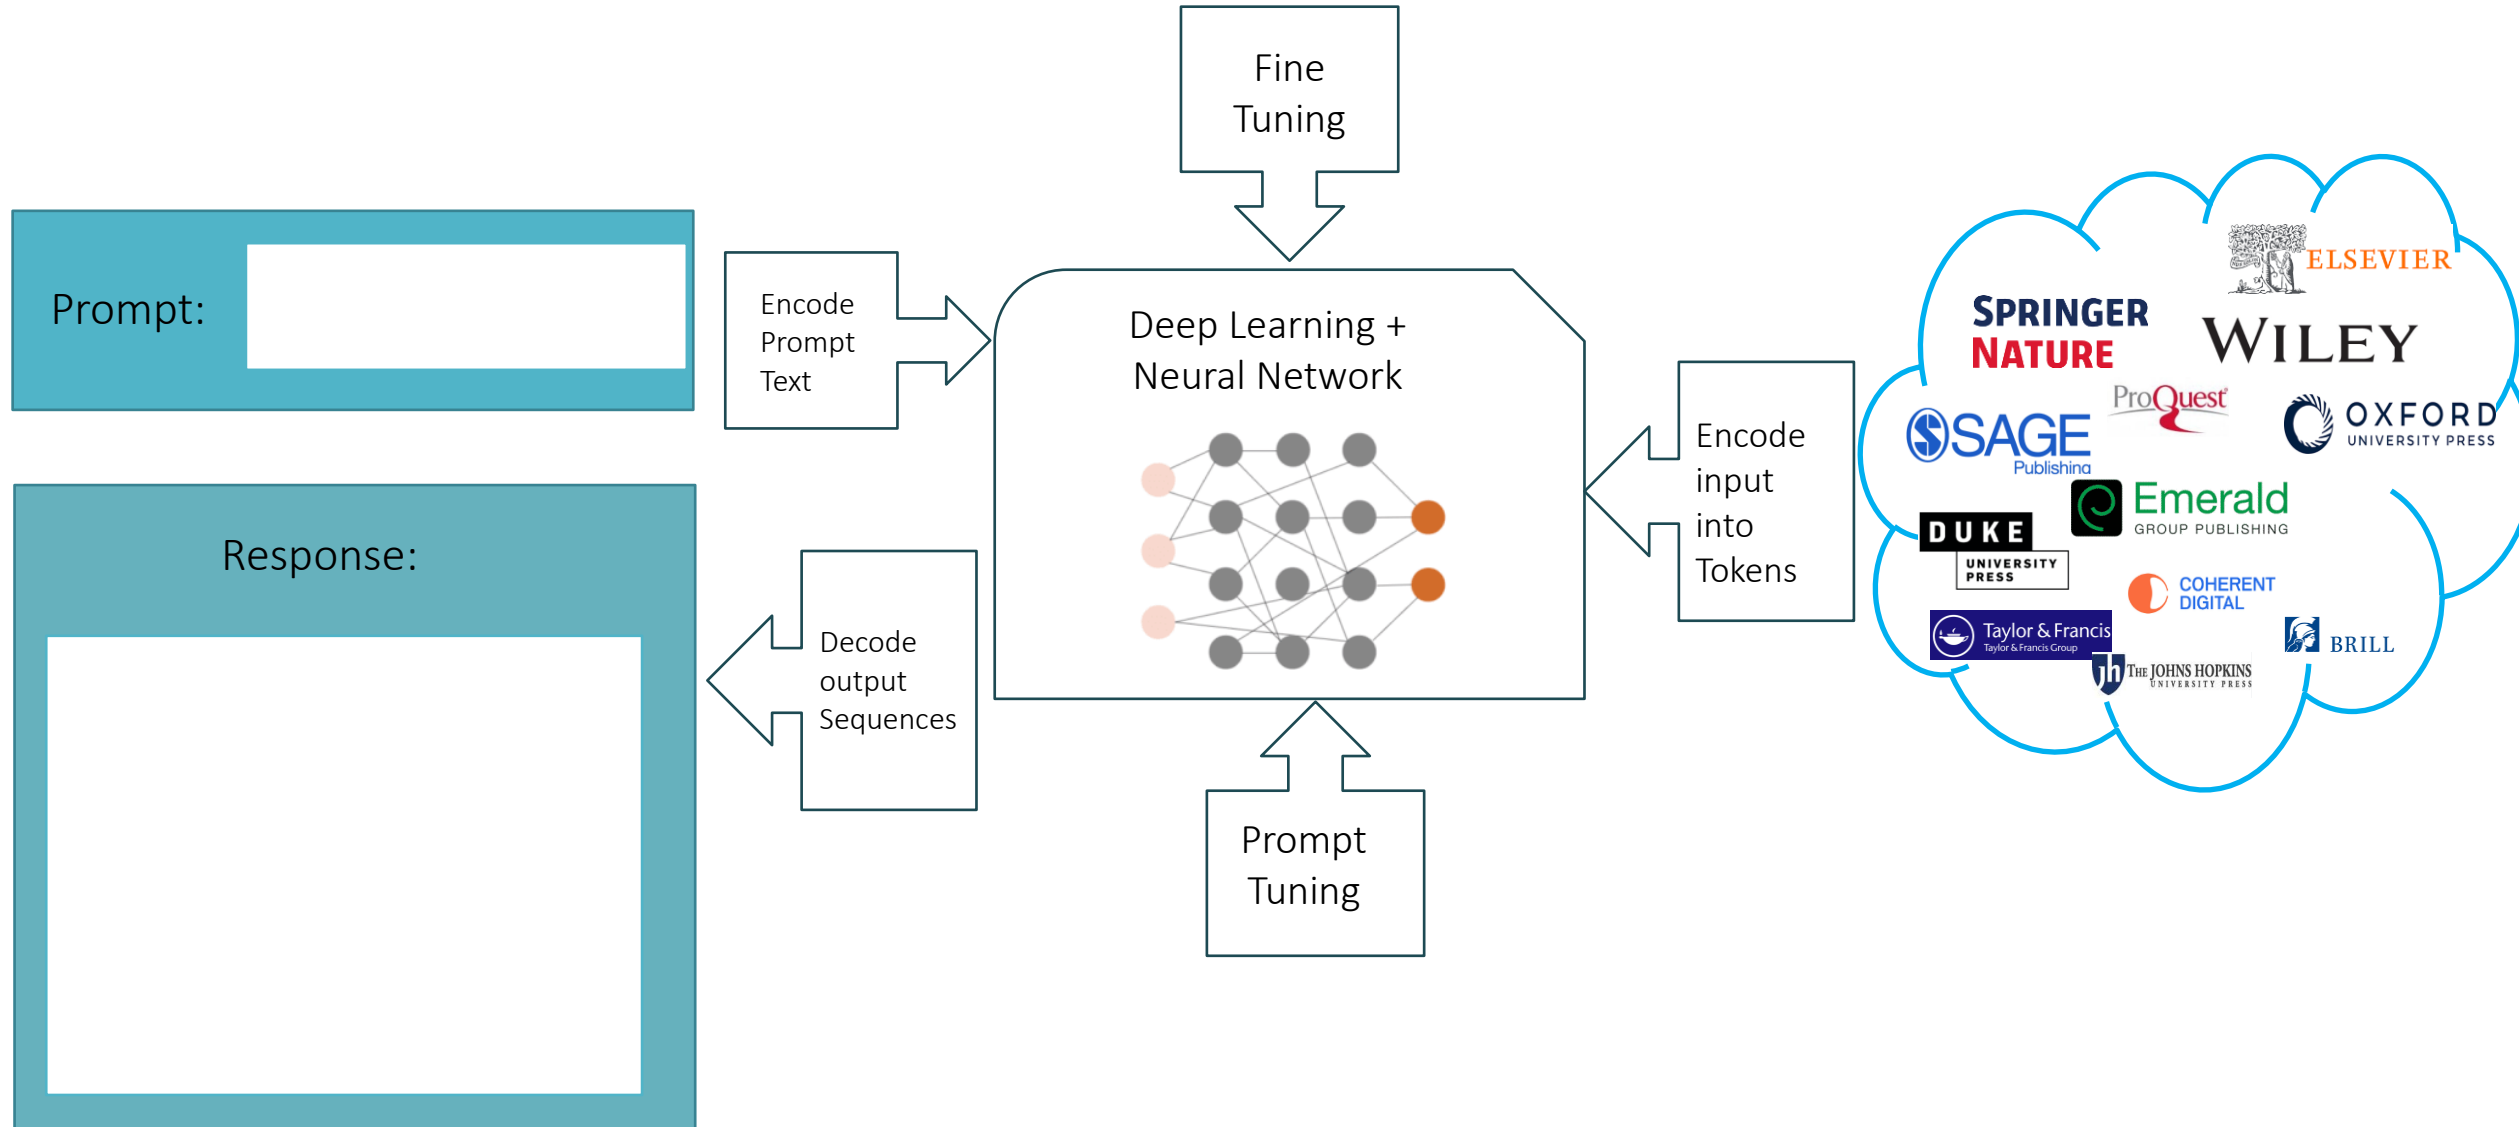 Fine
Tuning
Prompt:
Encode
Prompt
Text
Deep Learning +
Neural Network
Response:
Decode
output
Sequences
Encode
input
into
Tokens
Prompt
Tuning
ELSEVIER
SPRINGER
NATURE
WILEY
ProQuest
SAGE
Publishing
OXFORD
UNIVERSITY PRESS
Emerald
GROUP PUBLISHING
DUKE
UNIVERSITY
PRESS
COHERENT
DIGITAL
Taylor & Francis
Taylor & Francis Group
BRILL
jh
THE JOHNS HOPKINS
UNIVERSITY PRESS